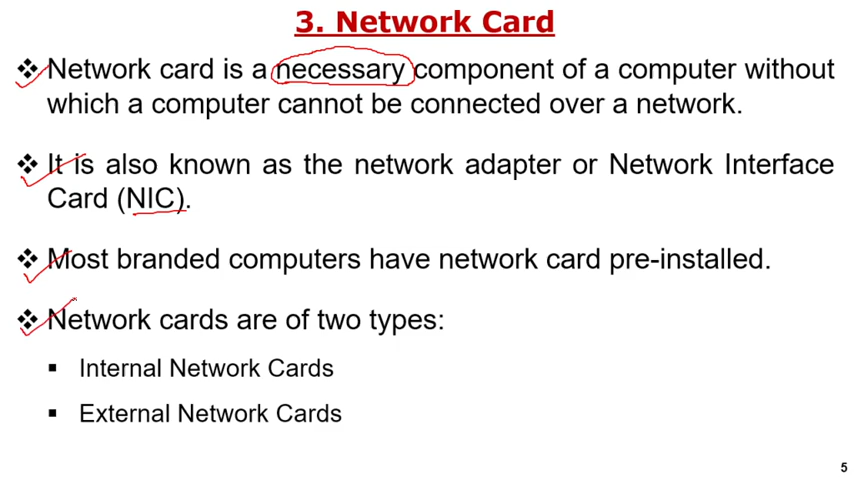 3. Network Card
❖ Network card is a necessary component of a computer without
which a computer cannot be connected over a network.
❖ It is also known as the network adapter or Network Interface
Card (NIC).
❖ Most branded computers have network card pre-installed.
❖ Network cards are of two types:
▪ Internal Network Cards
▪ External Network Cards
5